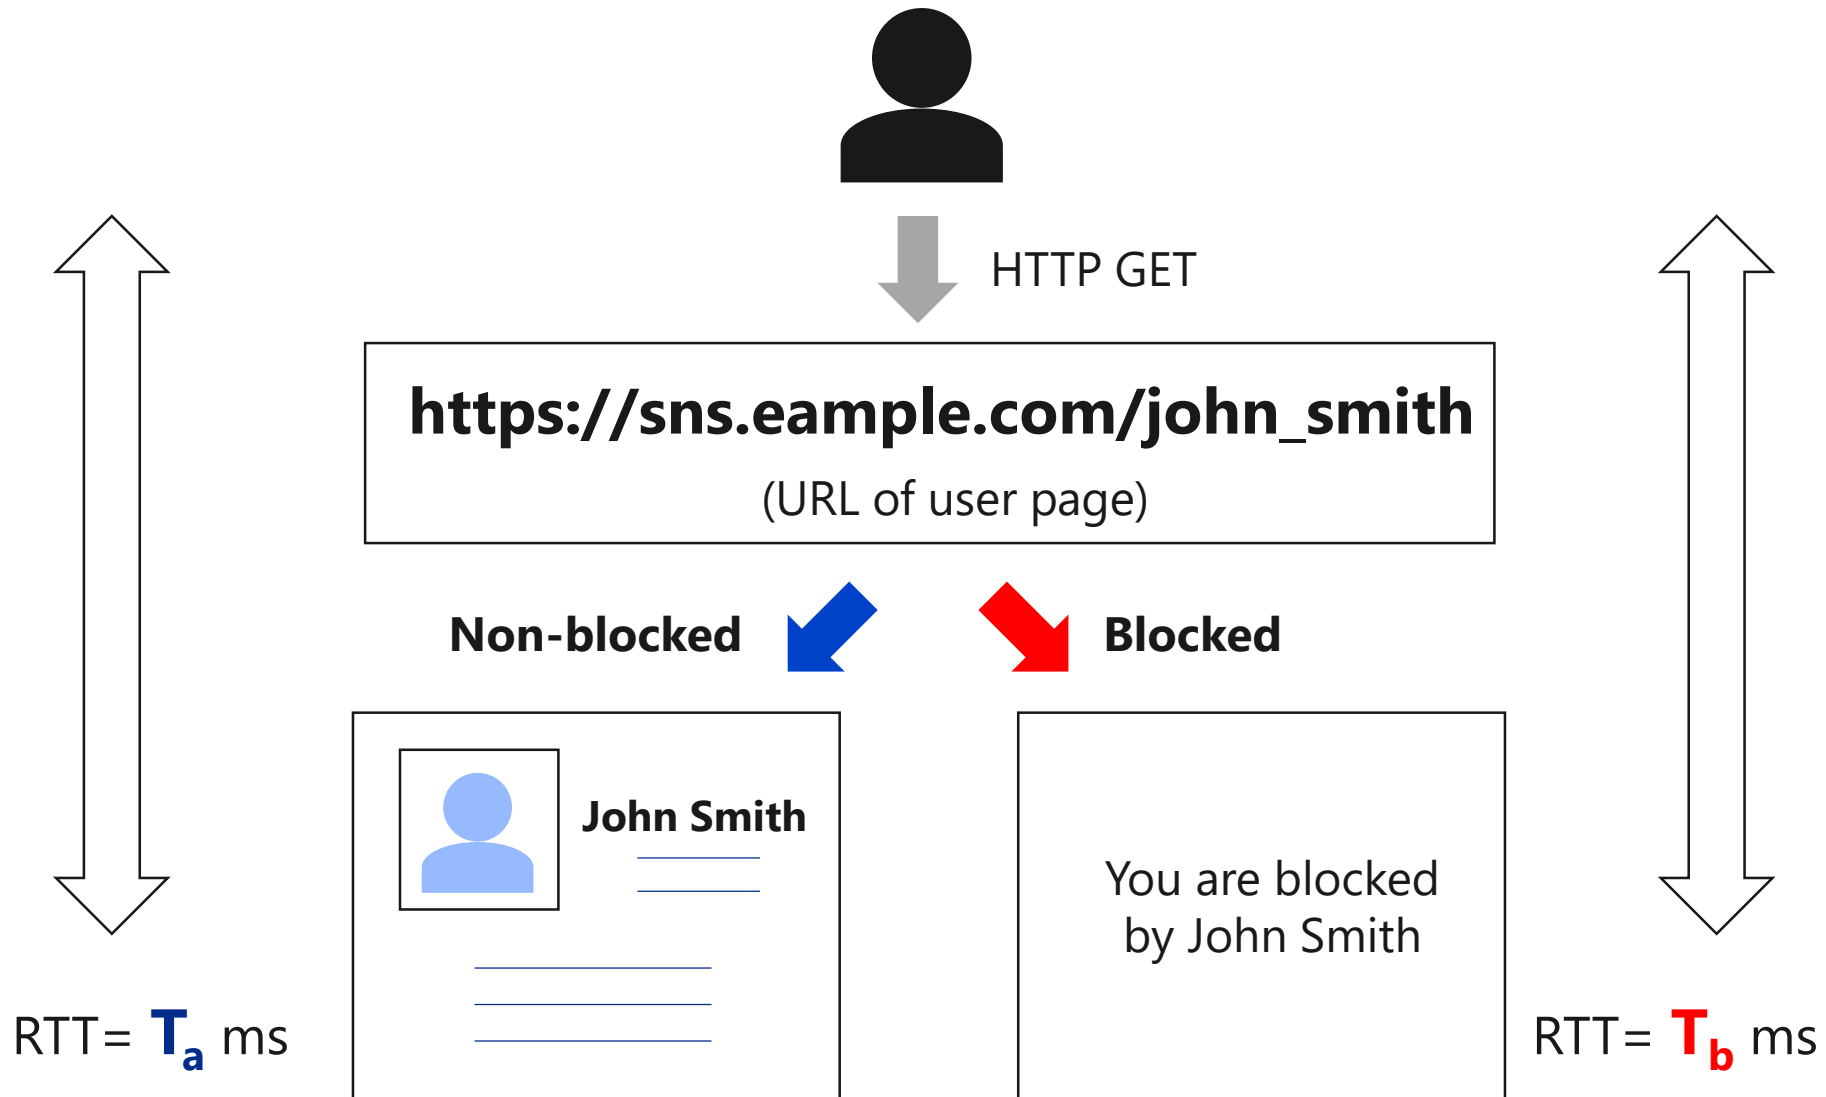 HTTP GET
https://sns.eample.com/john_smith
(URL of user page)
Non-blocked
Blocked
John Smith
You are blocked
by John Smith
RTT= Ta ms
RTT= Tb ms